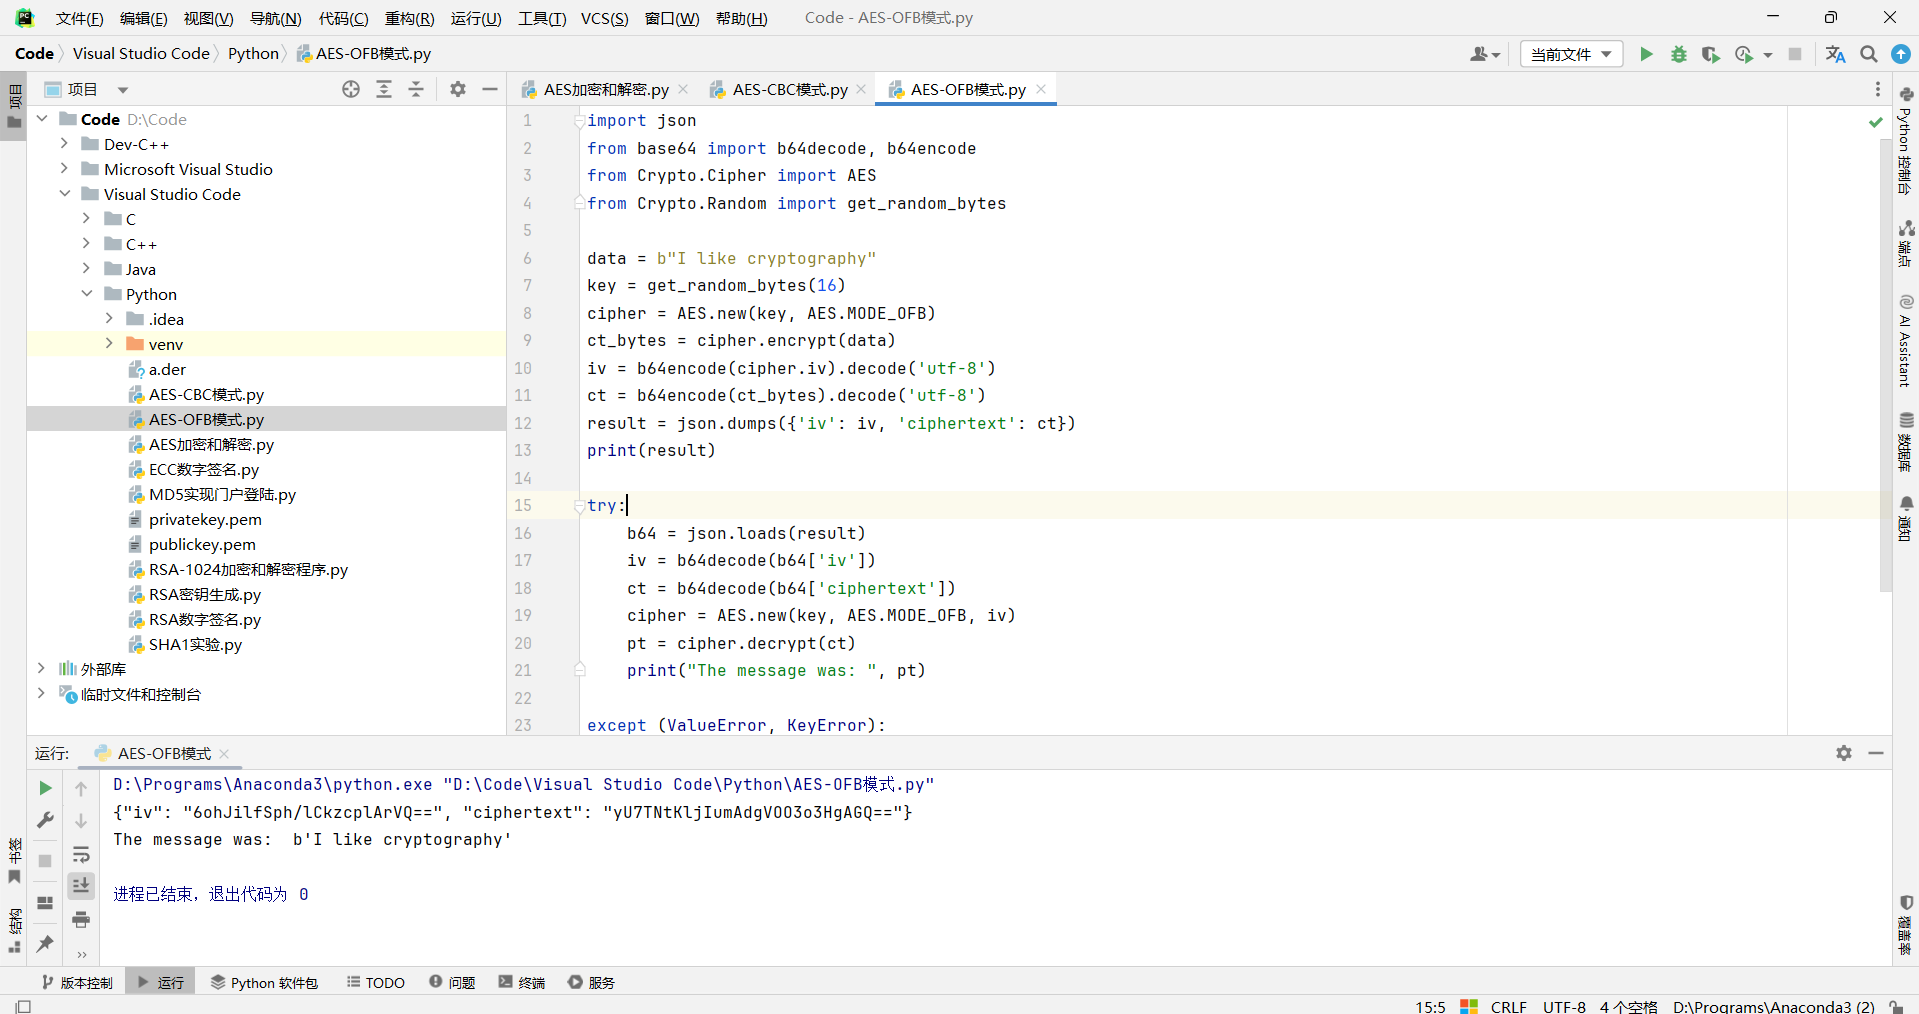 文件(F) 编辑(E) 视图(V) 导航(N) 代码(C) 重构(R) 运行(U) 工具(T) VCS(S) 窗口(W) 帮助(H) Code - AES-OFB模式.py
Code Visual Studio Code Python AES-OFB模式.py 当前文件
项目
项目
AES加密和解密.py AES-CBC模式.py AES-OFB模式.py
Code D:\Code
Dev-C++
Microsoft Visual Studio
Visual Studio Code
C
C++
Java
Python
.idea
venv
a.der
AES-CBC模式.py
AES-OFB模式.py
AES加密和解密.py
ECC数字签名.py
MD5实现门户登陆.py
privatekey.pem
publickey.pem
RSA-1024加密和解密程序.py
RSA密钥生成.py
RSA数字签名.py
SHA1实验.py
外部库
临时文件和控制台
1 import json
2 from base64 import b64decode, b64encode
3 from Crypto.Cipher import AES
4 from Crypto.Random import get_random_bytes
5
6 data = b"I like cryptography"
7 key = get_random_bytes(16)
8 cipher = AES.new(key, AES.MODE_OFB)
9 ct_bytes = cipher.encrypt(data)
10 iv = b64encode(cipher.iv).decode('utf-8')
11 ct = b64encode(ct_bytes).decode('utf-8')
12 result = json.dumps({'iv': iv, 'ciphertext': ct})
13 print(result)
14
15 try:
16 b64 = json.loads(result)
17 iv = b64decode(b64['iv'])
18 ct = b64decode(b64['ciphertext'])
19 cipher = AES.new(key, AES.MODE_OFB, iv)
20 pt = cipher.decrypt(ct)
21 print("The message was: ", pt)
22
23 except (ValueError, KeyError):
Python 控制台
端点
AI Assistant
数据库
通知
覆盖率
运行: AES-OFB模式
D:\Programs\Anaconda3\python.exe "D:\Code\Visual Studio Code\Python\AES-OFB模式.py"
{"iv": "6ohJilfSph/lCkzcplArVQ==", "ciphertext": "yU7TNtKljIumAdgVOO3o3HgAGQ=="}
The message was:  b'I like cryptography'
进程已结束，退出代码为 0
书签
结构
版本控制 运行 Python 软件包 TODO 问题 终端 服务
15:5 CRLF UTF-8 4 个空格 D:\Programs\Anaconda3 (2)